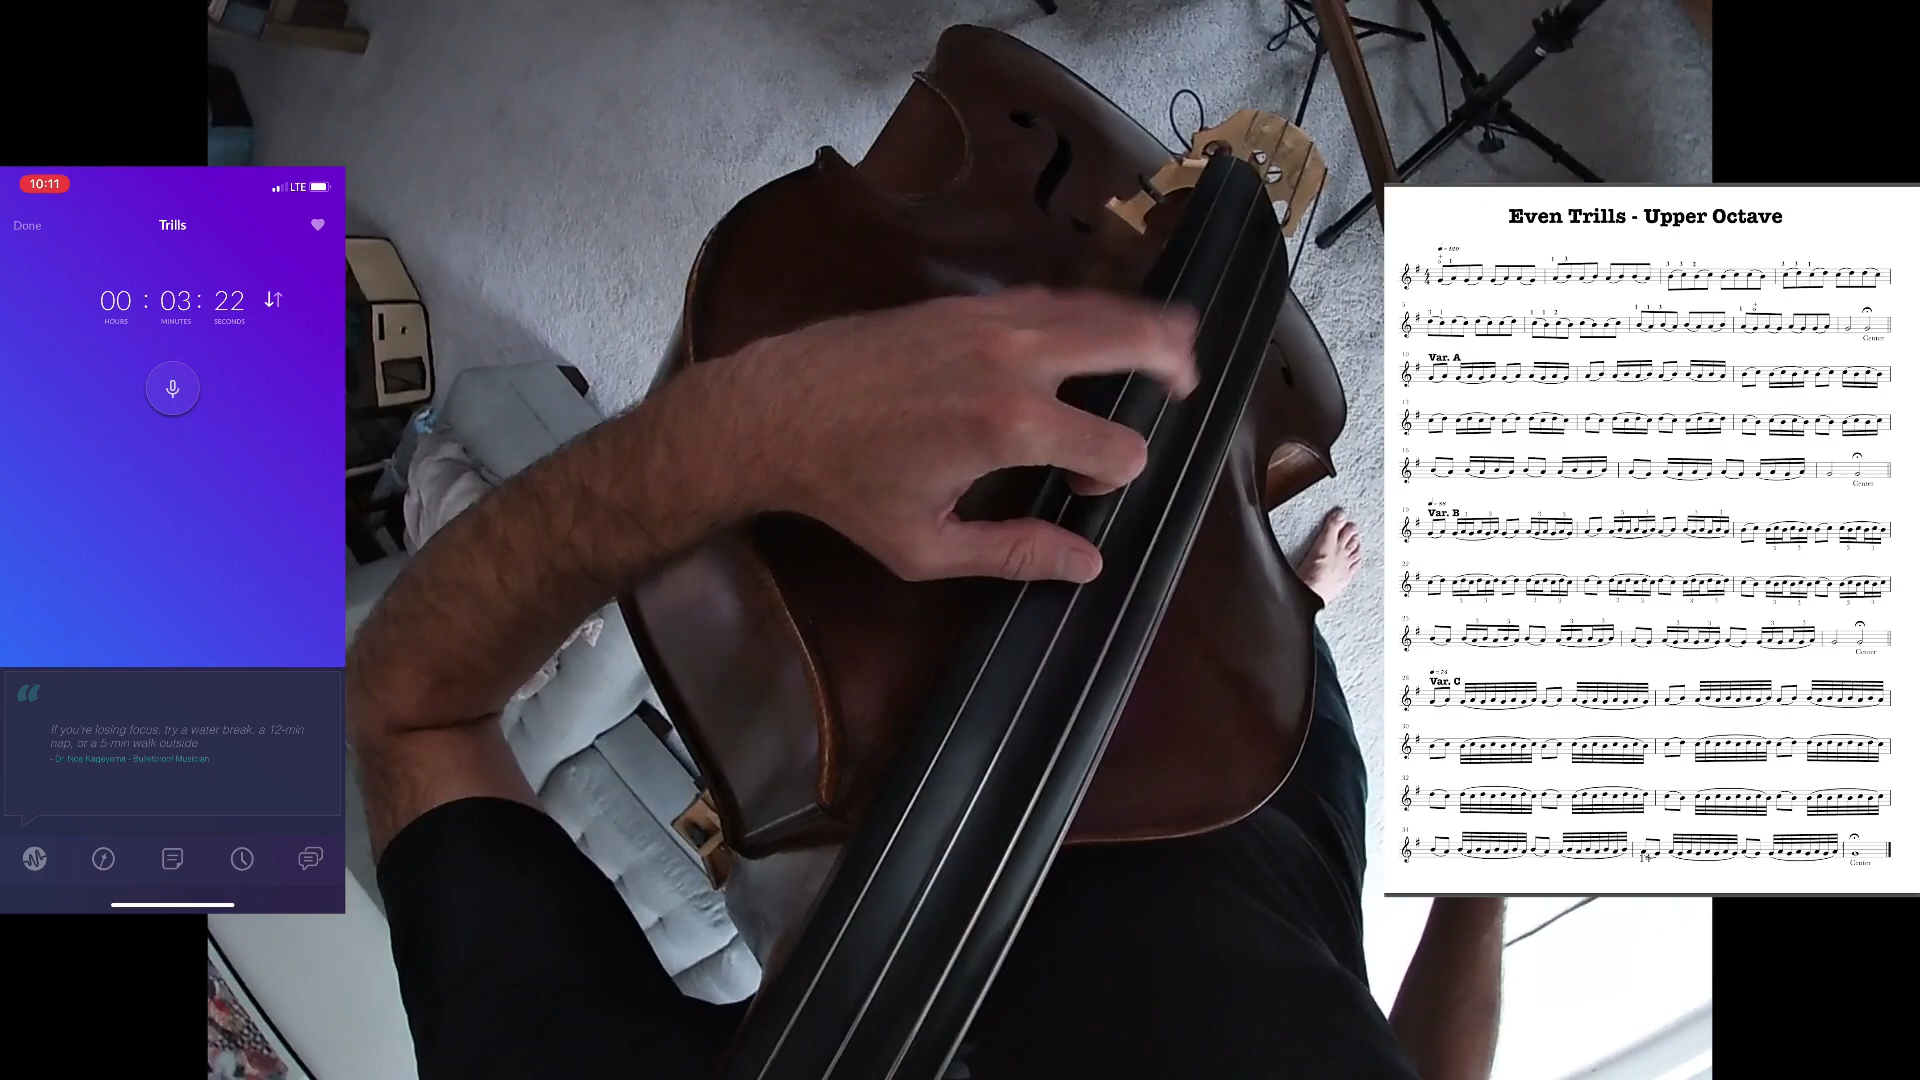 10:11
LTE
Done
Trills
00 : 03 : 22
HOURS
MINUTES
SECONDS
If you're losing focus, try a water break, a 12-min
nap, or a 5-min walk outside
- Dr. Noa Kageyama - Bulletproof Musician
Even Trills - Upper Octave
Center
Var. A
Center
Var. B
Center
Var. C
Center
14